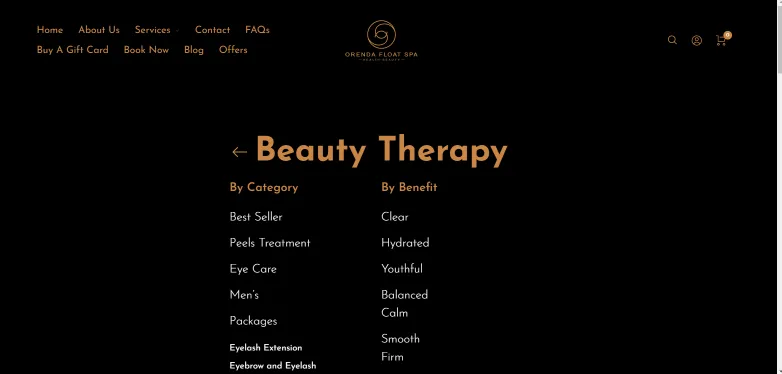 Home About Us Services Contact FAQs
Buy A Gift Card Book Now Blog Offers
ORENDA FLOAT SPA
HEALTH BEAUTY
0
Beauty Therapy
By Category
Best Seller
Peels Treatment
Eye Care
Men's
Packages
Eyelash Extension
Eyebrow and Eyelash
By Benefit
Clear
Hydrated
Youthful
Balanced
Calm
Smooth
Firm